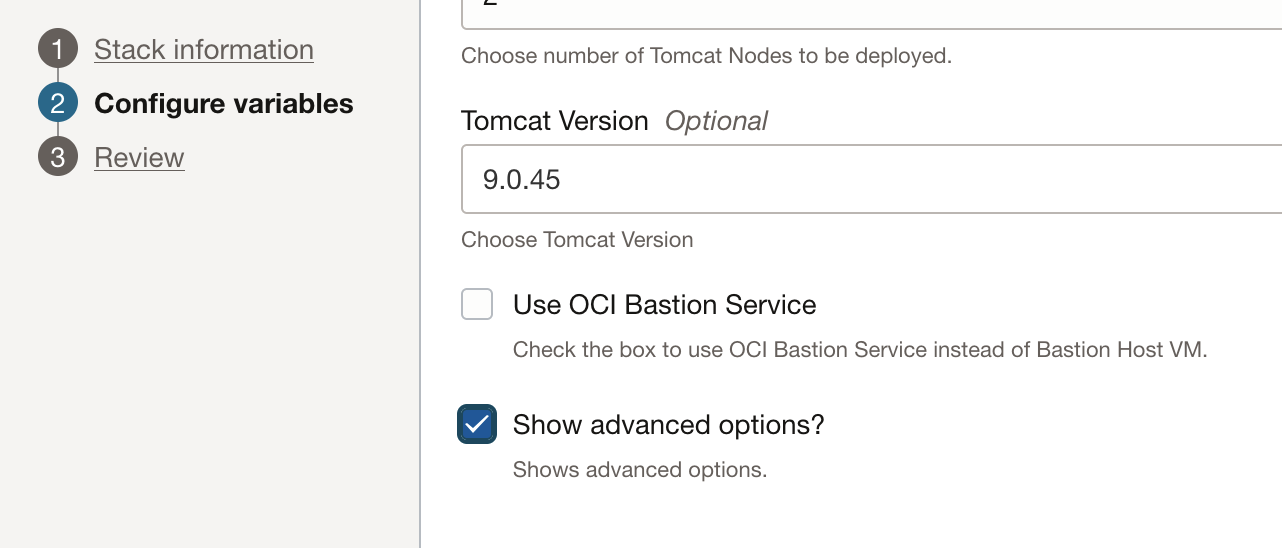 1 Stack information
2 Configure variables
3 Review
Choose number of Tomcat Nodes to be deployed.
Tomcat Version Optional
9.0.45
Choose Tomcat Version
Use OCI Bastion Service
Check the box to use OCI Bastion Service instead of Bastion Host VM.
Show advanced options?
Shows advanced options.